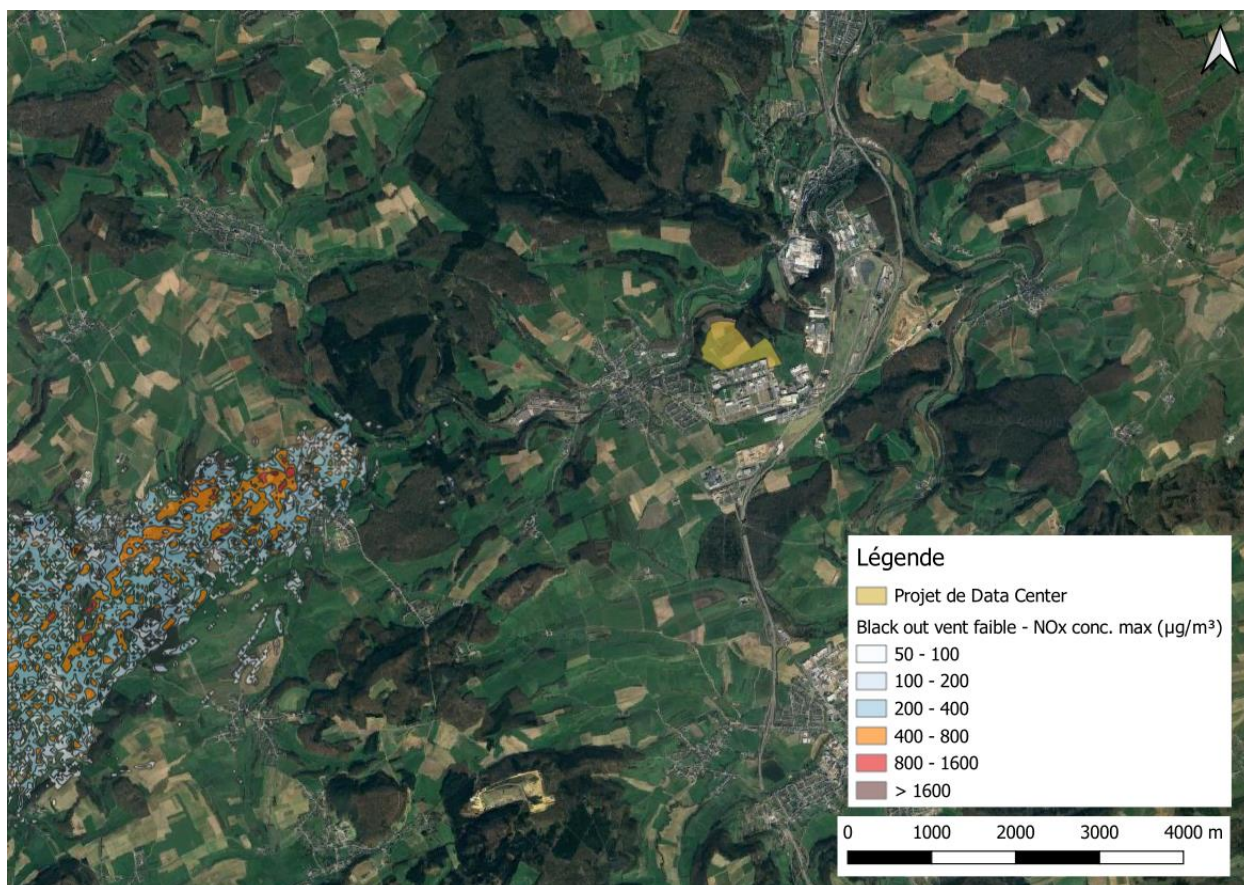 Légende
Projet de Data Center
Black out vent faible - NOx conc. max (µg/m³)
50 - 100
100 - 200
200 - 400
400 - 800
800 - 1600
> 1600
0 1000 2000 3000 4000 m